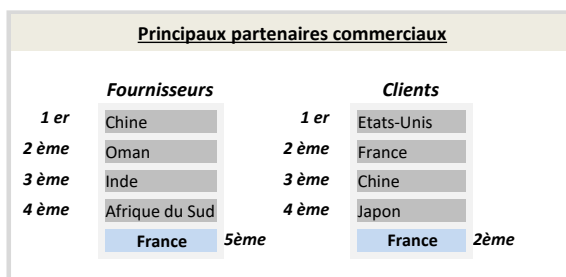 Principaux partenaires commerciaux
Fournisseurs Clients
1 er Chine 1 er Etats-Unis
2 ème Oman 2 ème France
3 ème Inde 3 ème Chine
4 ème Afrique du Sud 4 ème Japon
France 5ème France 2ème